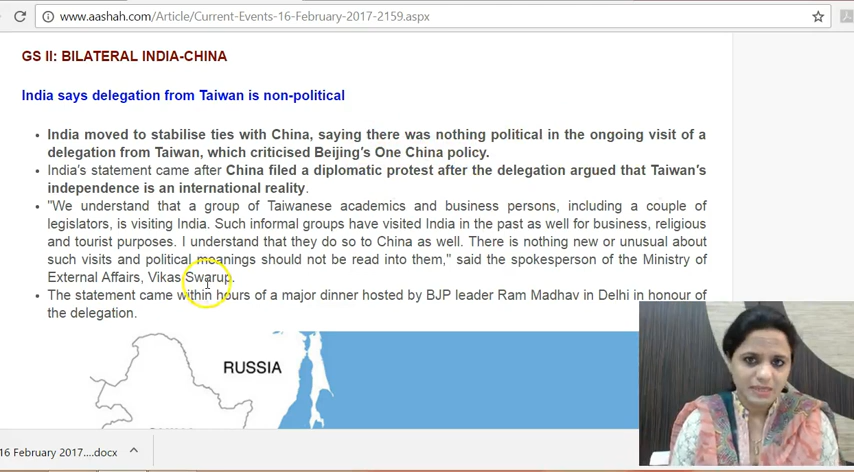 www.aashah.com/Article/Current-Events-16-February-2017-2159.aspx
GS II: BILATERAL INDIA-CHINA
India says delegation from Taiwan is non-political
• India moved to stabilise ties with China, saying there was nothing political in the ongoing visit of a
delegation from Taiwan, which criticised Beijing's One China policy.
• India's statement came after China filed a diplomatic protest after the delegation argued that Taiwan's
independence is an international reality.
• "We understand that a group of Taiwanese academics and business persons, including a couple of
legislators, is visiting India. Such informal groups have visited India in the past as well for business, religious
and tourist purposes. I understand that they do so to China as well. There is nothing new or unusual about
such visits and political meanings should not be read into them," said the spokesperson of the Ministry of
External Affairs, Vikas Swarup.
• The statement came within hours of a major dinner hosted by BJP leader Ram Madhav in Delhi in honour of
the delegation.
RUSSIA
16 February 2017....docx